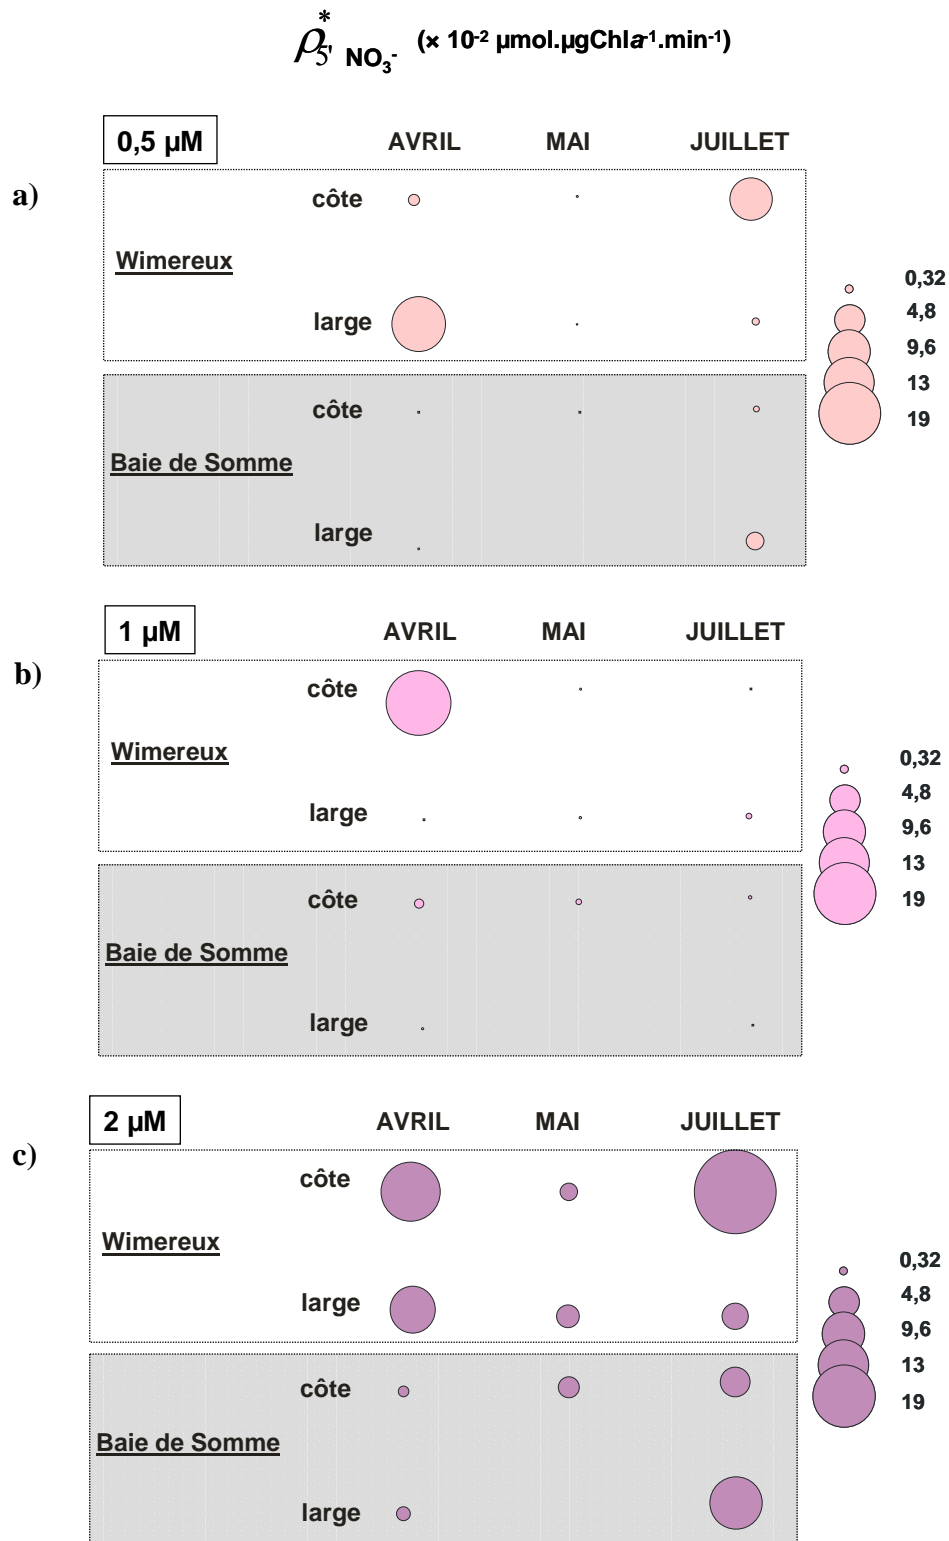 ρ*5' NO3- (× 10-2 µmol.µgChla-1.min-1)
0,5 µM AVRIL MAI JUILLET
a)
côte
Wimereux
large
0,32
4,8
9,6
13
19
côte
Baie de Somme
large
1 µM AVRIL MAI JUILLET
b)
côte
Wimereux
large
0,32
4,8
9,6
13
19
côte
Baie de Somme
large
2 µM AVRIL MAI JUILLET
c)
côte
Wimereux
large
0,32
4,8
9,6
13
19
côte
Baie de Somme
large